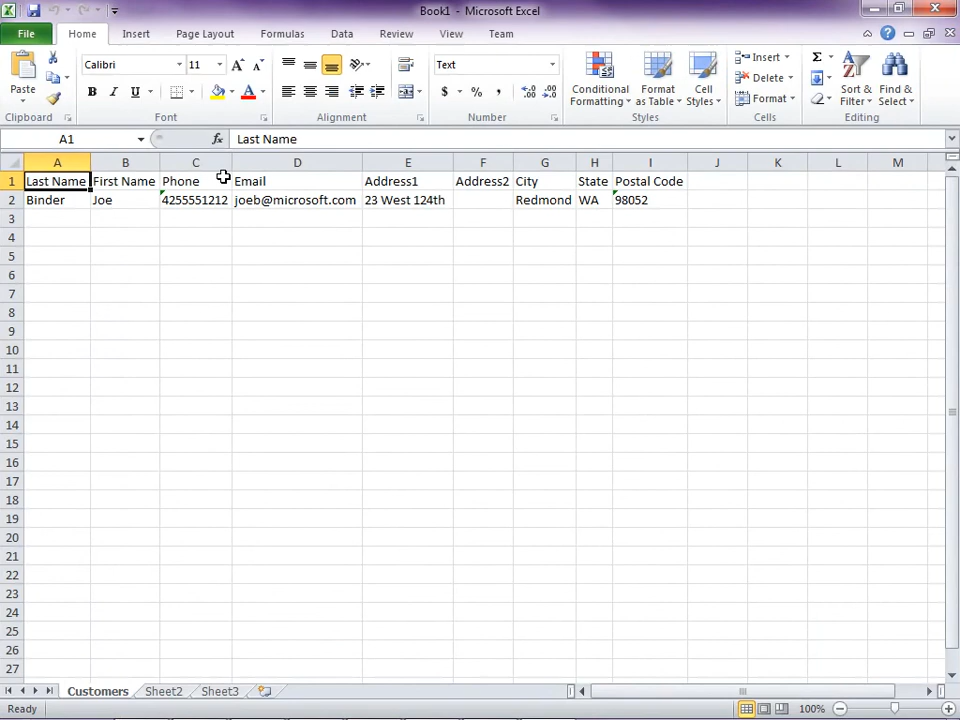 Book1 - Microsoft Excel
File Home Insert Page Layout Formulas Data Review View Team
Paste
Calibri 11
Text
Conditional Formatting
Format as Table
Cell Styles
Insert
Delete
Format
Sort & Filter
Find & Select
Clipboard Font Alignment Number Styles Cells Editing
A1 fx Last Name
A B C D E F G H I J K L M
1 Last Name First Name Phone Email Address1 Address2 City State Postal Code
2 Binder Joe 4255551212 joeb@microsoft.com 23 West 124th Redmond WA 98052
3
4
5
6
7
8
9
10
11
12
13
14
15
16
17
18
19
20
21
22
23
24
25
26
27
Customers Sheet2 Sheet3
Ready 100%